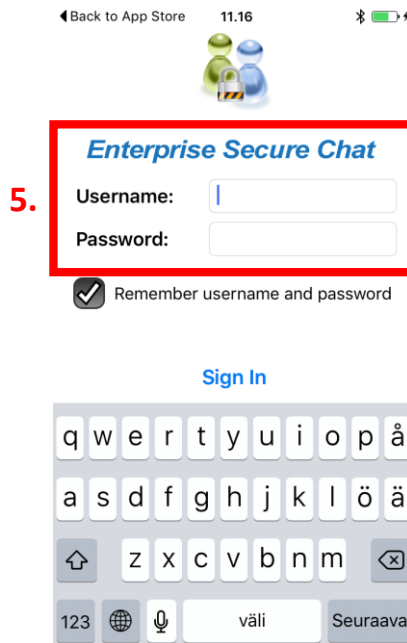 Back to App Store 11.16
Enterprise Secure Chat
5.
Username:
Password:
Remember username and password
Sign In
q w e r t y u i o p å
a s d f g h j k l ö ä
z x c v b n m
123 väli Seuraava